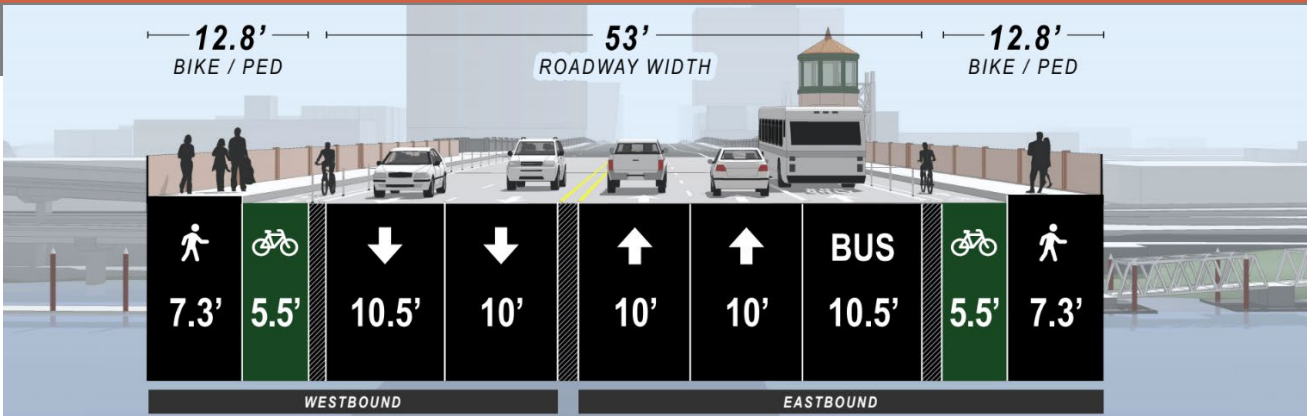 12.8’
BIKE / PED
53’
ROADWAY WIDTH
12.8’
BIKE / PED
BUS
7.3’
5.5’
10.5’
10’
10’
10’
10.5’
5.5’
7.3’
WESTBOUND
EASTBOUND